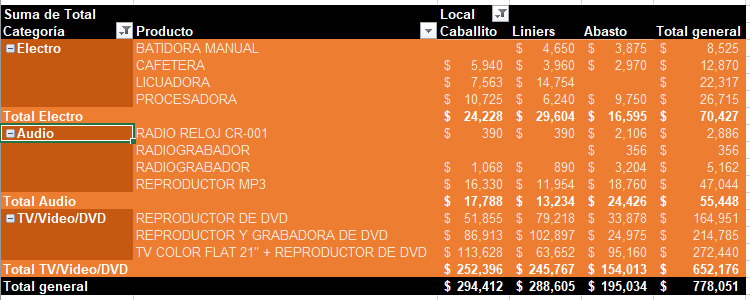 Suma de Total Local
Categoría Producto Caballito Liniers Abasto Total general
Electro BATIDORA MANUAL $ 4,650 $ 3,875 $ 8,525
CAFETERA $ 5,940 $ 3,960 $ 2,970 $ 12,870
LICUADORA $ 7,563 $ 14,754 $ 22,317
PROCESADORA $ 10,725 $ 6,240 $ 9,750 $ 26,715
Total Electro $ 24,228 $ 29,604 $ 16,595 $ 70,427
Audio RADIO RELOJ CR-001 $ 390 $ 390 $ 2,106 $ 2,886
RADIOGRABADOR $ 356 $ 356
RADIOGRABADOR $ 1,068 $ 890 $ 3,204 $ 5,162
REPRODUCTOR MP3 $ 16,330 $ 11,954 $ 18,760 $ 47,044
Total Audio $ 17,788 $ 13,234 $ 24,426 $ 55,448
TV/Video/DVD REPRODUCTOR DE DVD $ 51,855 $ 79,218 $ 33,878 $ 164,951
REPRODUCTOR Y GRABADORA DE DVD $ 86,913 $ 102,897 $ 24,975 $ 214,785
TV COLOR FLAT 21" + REPRODUCTOR DE DVD $ 113,628 $ 63,652 $ 95,160 $ 272,440
Total TV/Video/DVD $ 252,396 $ 245,767 $ 154,013 $ 652,176
Total general $ 294,412 $ 288,605 $ 195,034 $ 778,051